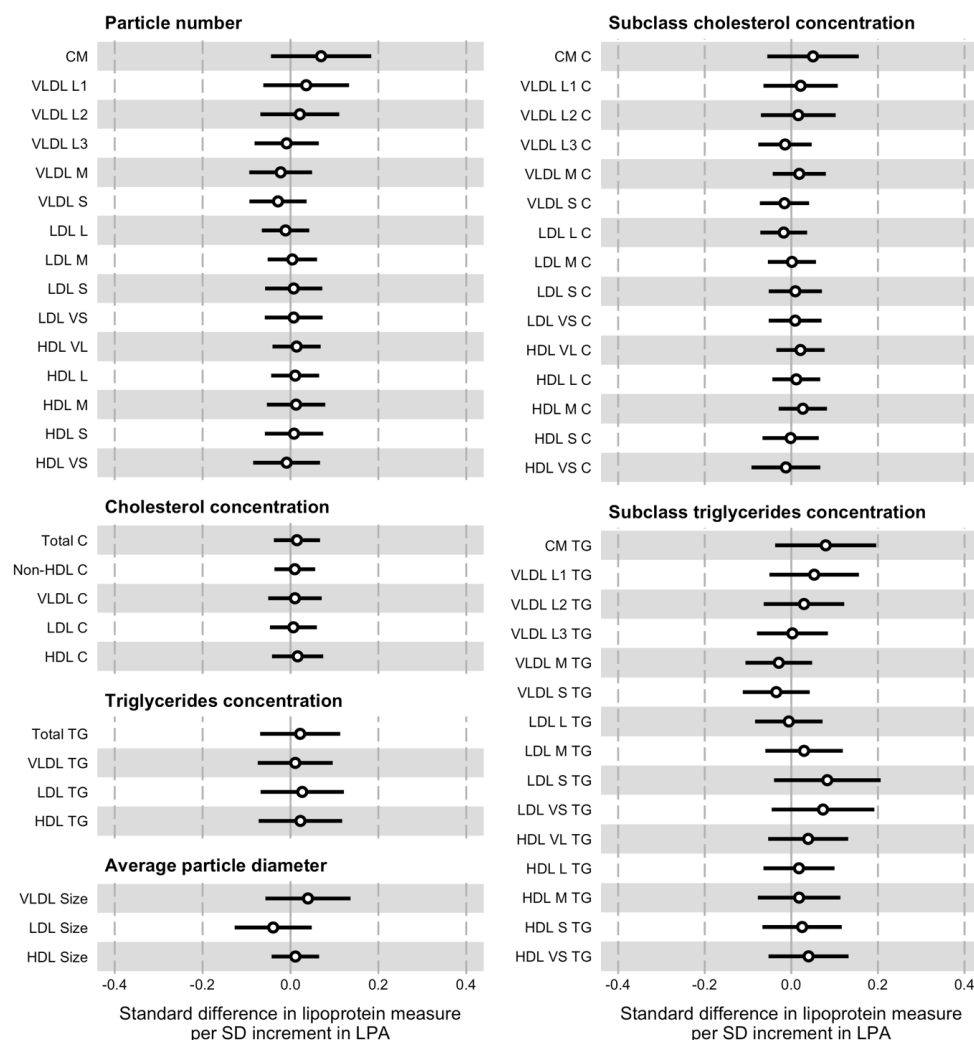 Particle number
CM
VLDL L1
VLDL L2
VLDL L3
VLDL M
VLDL S
LDL L
LDL M
LDL S
LDL VS
HDL VL
HDL L
HDL M
HDL S
HDL VS
Cholesterol concentration
Total C
Non-HDL C
VLDL C
LDL C
HDL C
Triglycerides concentration
Total TG
VLDL TG
LDL TG
HDL TG
Average particle diameter
VLDL Size
LDL Size
HDL Size
-0.4 -0.2 0.0 0.2 0.4
Standard difference in lipoprotein measure
per SD increment in LPA
Subclass cholesterol concentration
CM C
VLDL L1 C
VLDL L2 C
VLDL L3 C
VLDL M C
VLDL S C
LDL L C
LDL M C
LDL S C
LDL VS C
HDL VL C
HDL L C
HDL M C
HDL S C
HDL VS C
Subclass triglycerides concentration
CM TG
VLDL L1 TG
VLDL L2 TG
VLDL L3 TG
VLDL M TG
VLDL S TG
LDL L TG
LDL M TG
LDL S TG
LDL VS TG
HDL VL TG
HDL L TG
HDL M TG
HDL S TG
HDL VS TG
-0.4 -0.2 0.0 0.2 0.4
Standard difference in lipoprotein measure
per SD increment in LPA